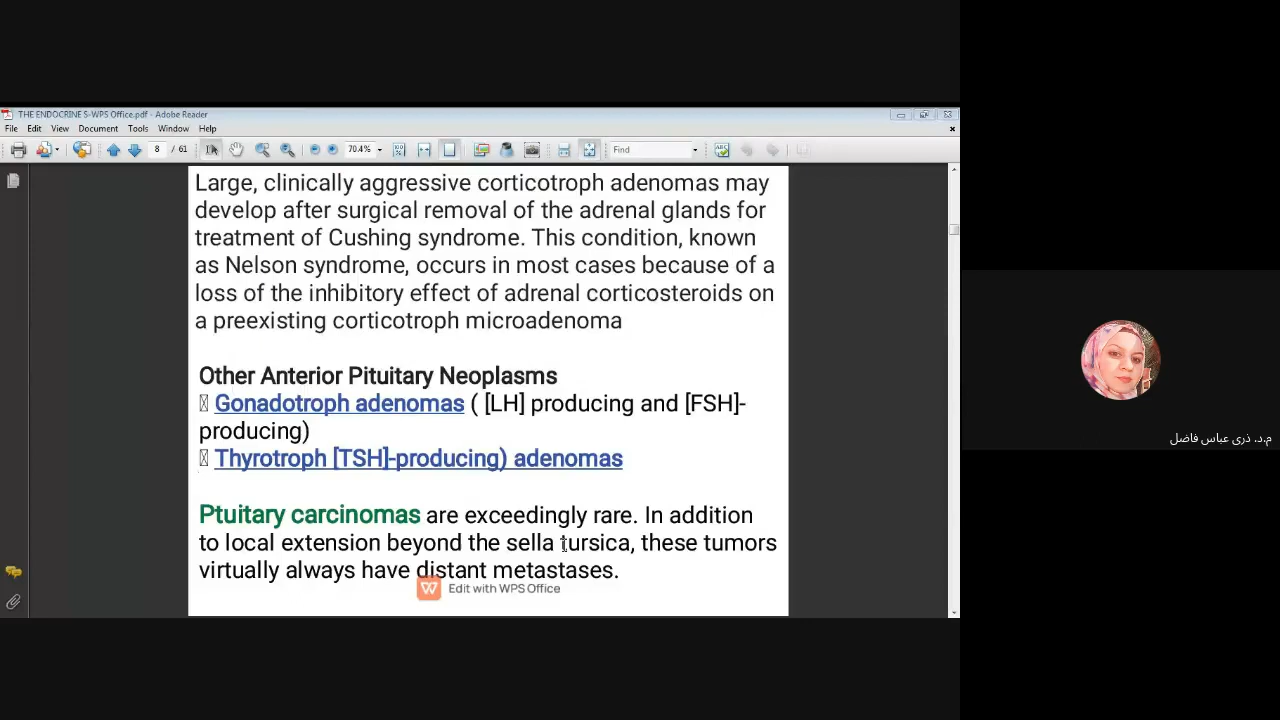 THE ENDOCRINE S-WPS Office.pdf - Adobe Reader
File Edit View Document Tools Window Help
8 / 61 70.4% Find
Large, clinically aggressive corticotroph adenomas may
develop after surgical removal of the adrenal glands for
treatment of Cushing syndrome. This condition, known
as Nelson syndrome, occurs in most cases because of a
loss of the inhibitory effect of adrenal corticosteroids on
a preexisting corticotroph microadenoma
Other Anterior Pituitary Neoplasms
Gonadotroph adenomas ( [LH] producing and [FSH]-
producing)
Thyrotroph [TSH]-producing) adenomas
Ptuitary carcinomas are exceedingly rare. In addition
to local extension beyond the sella tursica, these tumors
virtually always have distant metastases.
Edit with WPS Office
م.د. ذرى عباس فاضل